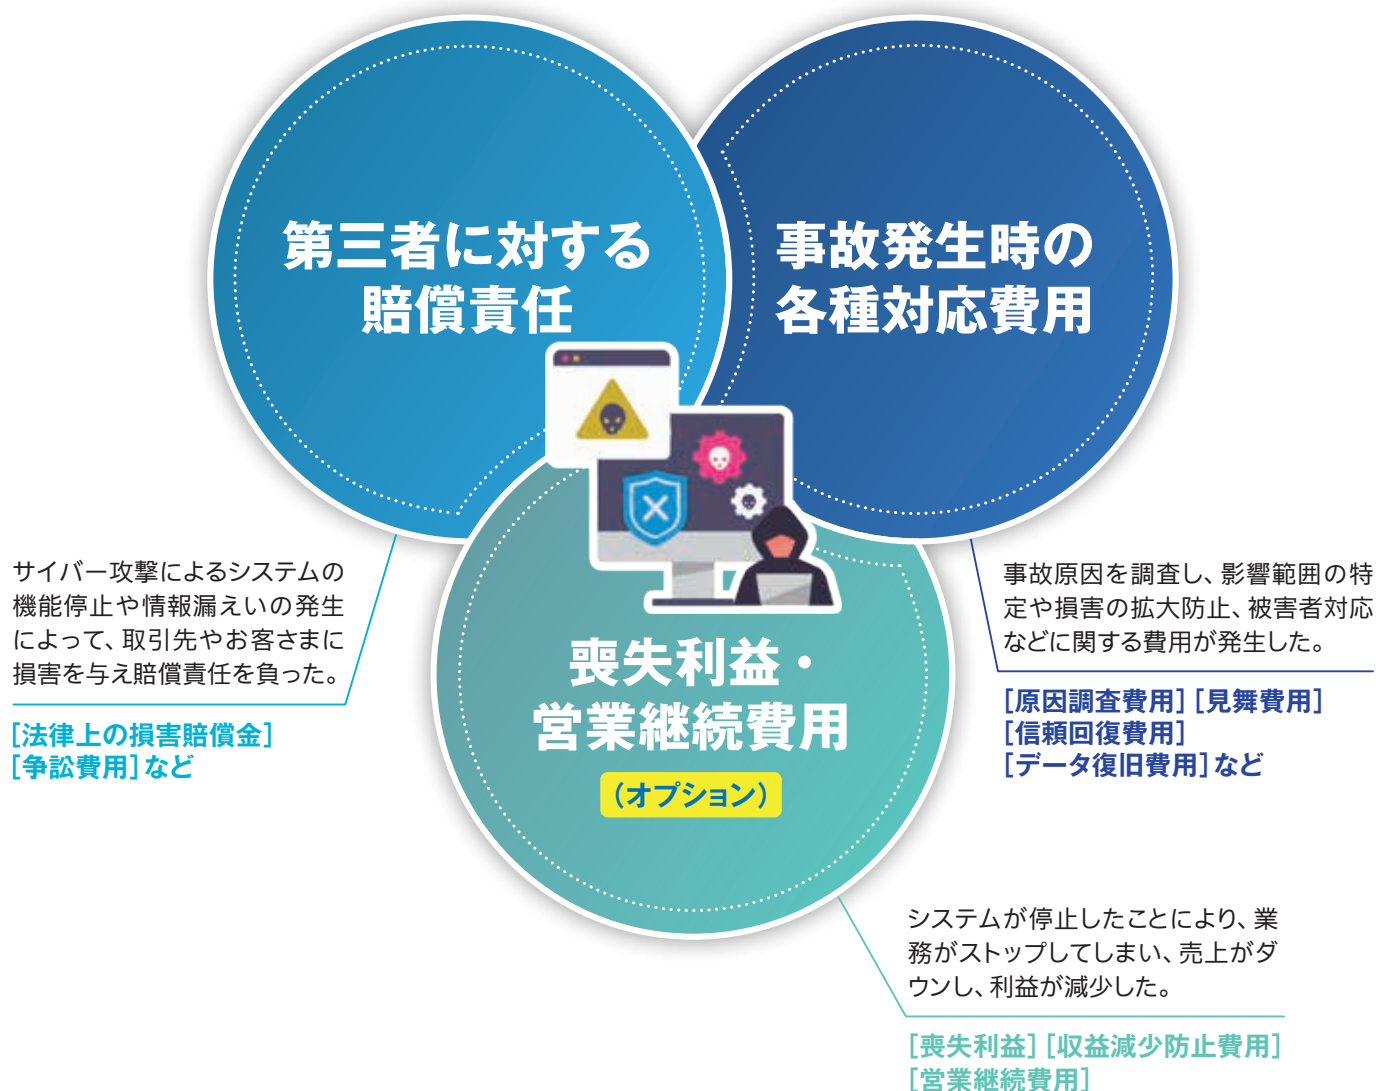 第三者に対する
賠償責任
事故発生時の
各種対応費用
サイバー攻撃によるシステムの
機能停止や情報漏えいの発生
によって、取引先やお客さまに
損害を与え賠償責任を負った。
[法律上の損害賠償金]
[争訟費用]など
事故原因を調査し、影響範囲の特
定や損害の拡大防止、被害者対応
などに関する費用が発生した。
[原因調査費用][見舞費用]
[信頼回復費用]
[データ復旧費用]など
喪失利益・
営業継続費用
(オプション)
システムが停止したことにより、業
務がストップしてしまい、売上がダ
ウンし、利益が減少した。
[喪失利益][収益減少防止費用]
[営業継続費用]